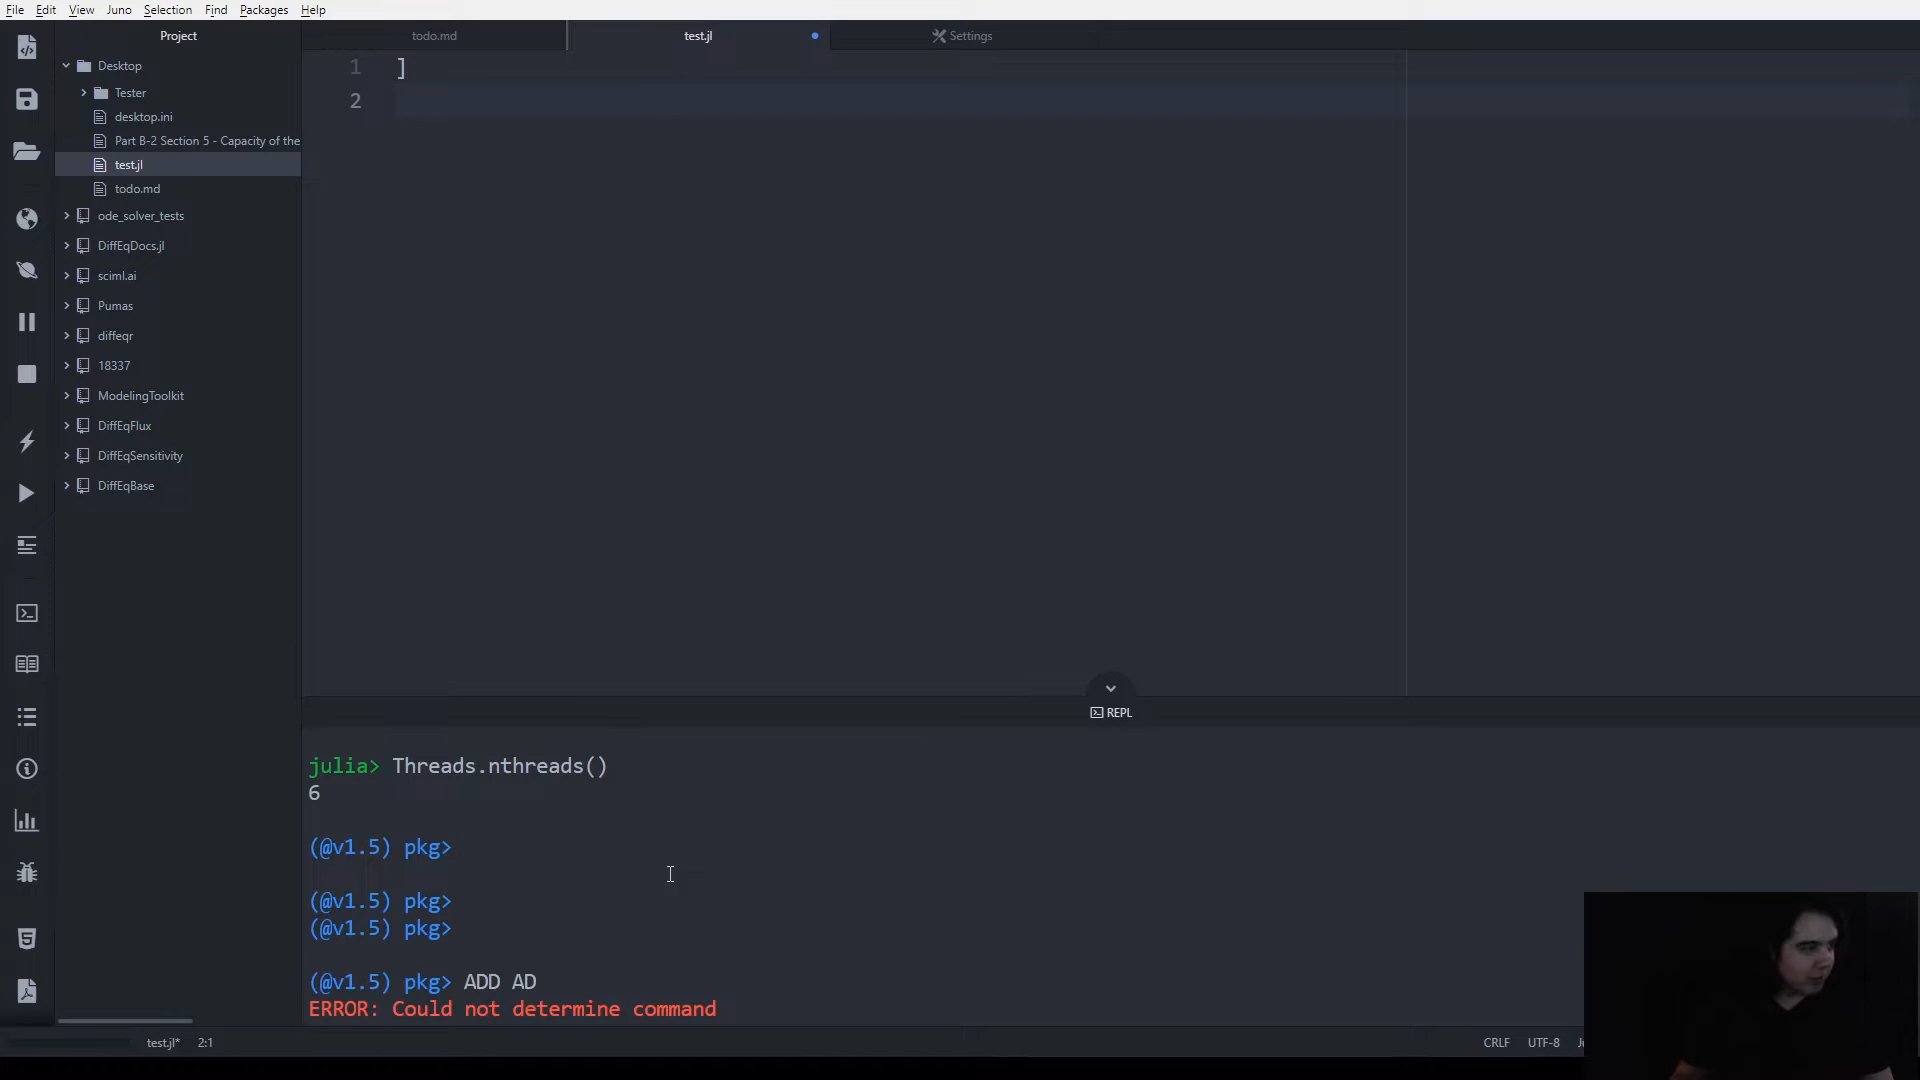 File Edit View Juno Selection Find Packages Help
Project
todo.md
test.jl
Settings
Desktop
Tester
desktop.ini
Part B-2 Section 5 - Capacity of the
test.jl
todo.md
ode_solver_tests
DiffEqDocs.jl
sciml.ai
Pumas
diffeqr
18337
ModelingToolkit
DiffEqFlux
DiffEqSensitivity
DiffEqBase
1 ]
2
REPL
julia> Threads.nthreads()
6
(@v1.5) pkg>
(@v1.5) pkg>
(@v1.5) pkg>
(@v1.5) pkg> ADD AD
ERROR: Could not determine command
test.jl* 2:1
CRLF UTF-8